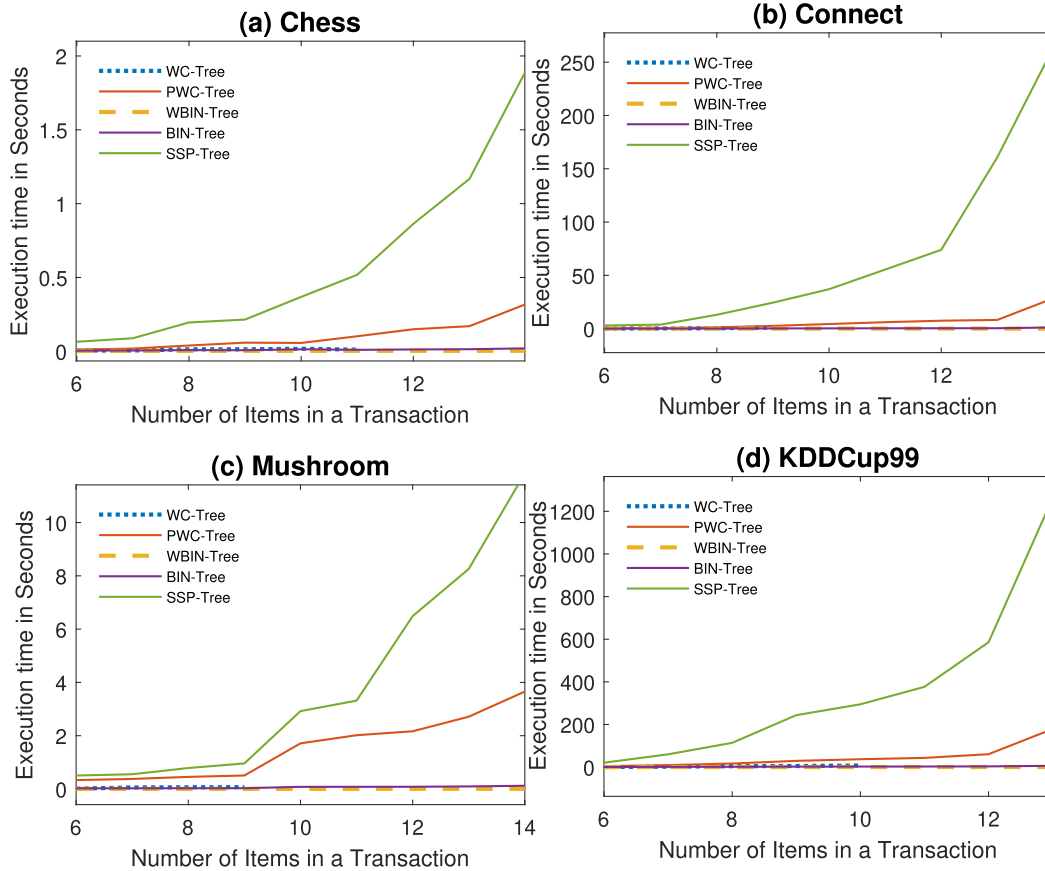 (a) Chess
Execution time in Seconds
2
1.5
1
0.5
0
WC-Tree
PWC-Tree
WBIN-Tree
BIN-Tree
SSP-Tree
6 8 10 12
Number of Items in a Transaction
(b) Connect
Execution time in Seconds
250
200
150
100
50
0
WC-Tree
PWC-Tree
WBIN-Tree
BIN-Tree
SSP-Tree
6 8 10 12
Number of Items in a Transaction
(c) Mushroom
Execution time in Seconds
10
8
6
4
2
0
WC-Tree
PWC-Tree
WBIN-Tree
BIN-Tree
SSP-Tree
6 8 10 12 14
Number of Items in a Transaction
(d) KDDCup99
Execution time in Seconds
1200
1000
800
600
400
200
0
WC-Tree
PWC-Tree
WBIN-Tree
BIN-Tree
SSP-Tree
6 8 10 12
Number of Items in a Transaction